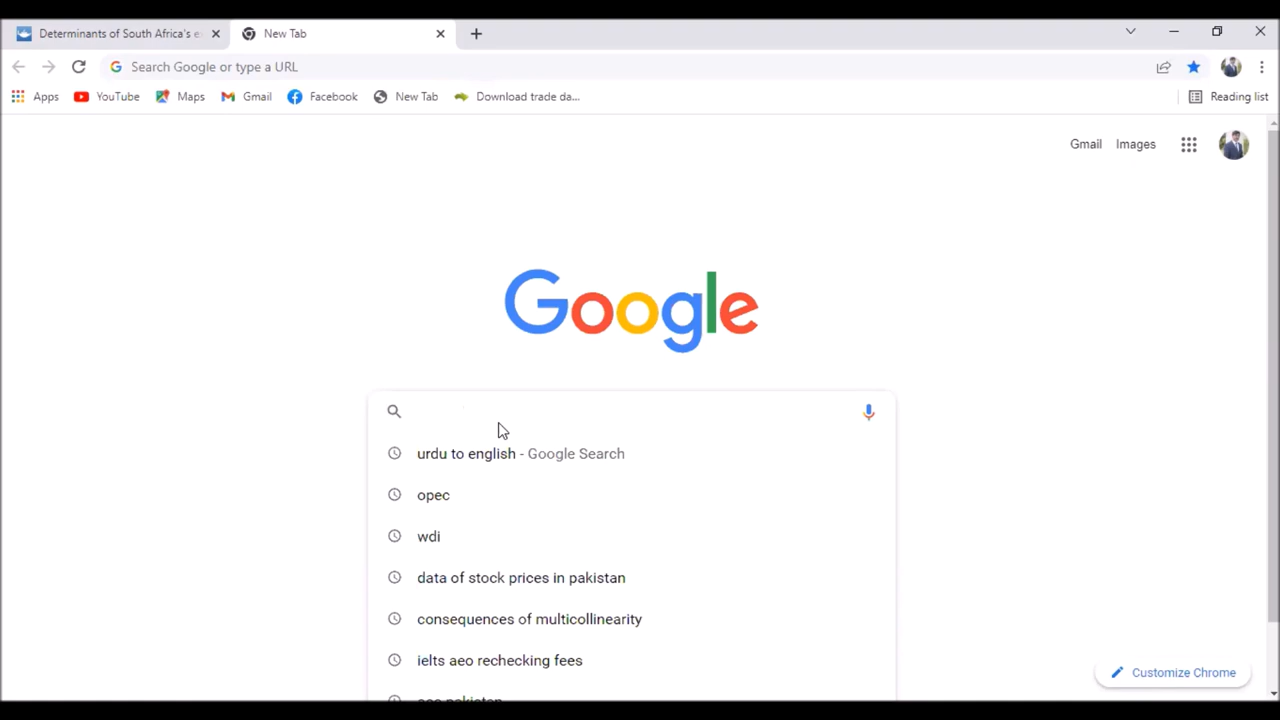 Determinants of South Africa's e
New Tab
Search Google or type a URL
Apps
YouTube
Maps
Gmail
Facebook
New Tab
Download trade da...
Reading list
Gmail
Images
Google
urdu to english - Google Search
opec
wdi
data of stock prices in pakistan
consequences of multicollinearity
ielts aeo rechecking fees
aeo pakistan
Customize Chrome